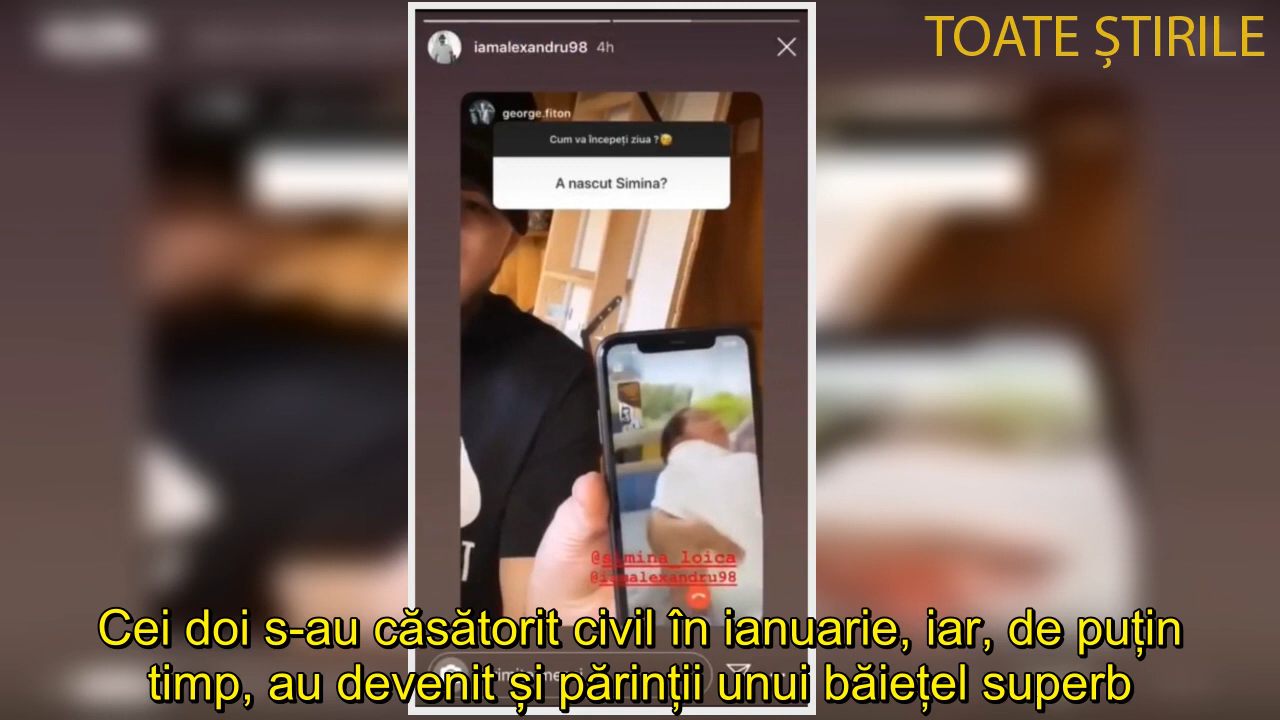 TOATE ȘTIRILE
iamalexandru98 4h
george.fiton
Cum va începeți ziua ?😉
A nascut Simina?
@simina_loica
@iamalexandru98
Cei doi s-au căsătorit civil în ianuarie, iar, de puțin
timp, au devenit și părinții unui băiețel superb